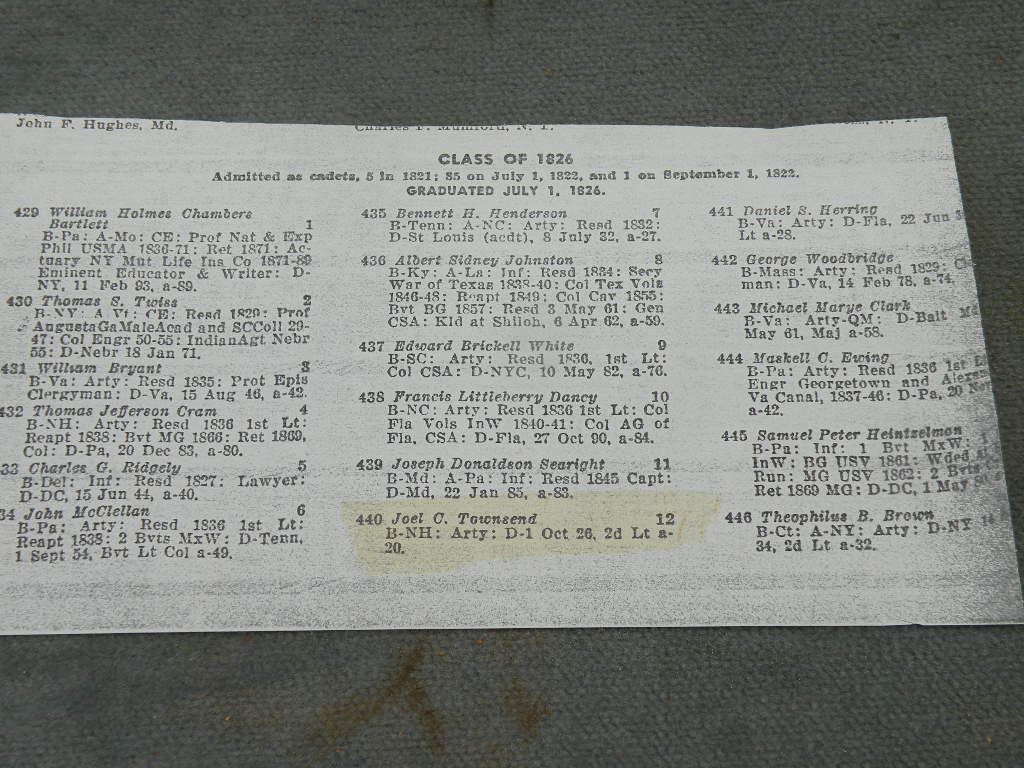 John F. Hughes, Md.
Charles F. Mumford, N. Y.
N. Y.
CLASS OF 1826
Admitted as cadets, 5 in 1821; 85 on July 1, 1822, and 1 on September 1, 1822.
GRADUATED JULY 1, 1826.
429 William Holmes Chambers
Bartlett 1
B-Pa: A-Mo: CE: Prof Nat & Exp
Phil USMA 1836-71: Ret 1871: Ac-
tuary NY Mut Life Ins Co 1871-89
Eminent Educator & Writer: D-
NY, 11 Feb 93, a-89.
430 Thomas S. Twiss 2
B-NY: A Vt: CE: Resd 1829: Prof
AugustaGaMaleAcad and SCColl 29-
47: Col Engr 50-55: IndianAgt Nebr
55: D-Nebr 18 Jan 71.
431 William Bryant 3
B-Va: Arty: Resd 1835: Prot Epis
Clergyman: D-Va, 15 Aug 46, a-42.
432 Thomas Jefferson Cram 4
B-NH: Arty: Resd 1836 1st Lt:
Reapt 1838: Bvt MG 1866: Ret 1869,
Col: D-Pa, 20 Dec 83, a-80.
33 Charles G. Ridgely 5
B-Del: Inf: Resd 1827: Lawyer:
D-DC, 15 Jun 44, a-40.
34 John McClellan 6
B-Pa: Arty: Resd 1836 1st Lt:
Reapt 1838: 2 Bvts MxW: D-Tenn,
1 Sept 54, Bvt Lt Col a-49.
435 Bennett H. Henderson 7
B-Tenn: A-NC: Arty: Resd 1832:
D-St Louis (acdt), 8 July 32, a-27.
436 Albert Sidney Johnston 8
B-Ky: A-La: Inf: Resd 1834: Secy
War of Texas 1838-40: Col Tex Vols
1846-48: Reapt 1849: Col Cav 1855:
Bvt BG 1857: Resd 3 May 61: Gen
CSA: Kld at Shiloh, 6 Apr 62, a-59.
437 Edward Brickell White 9
B-SC: Arty: Resd 1836, 1st Lt:
Col CSA: D-NYC, 10 May 82, a-76.
438 Francis Littleberry Dancy 10
B-NC: Arty: Resd 1836 1st Lt: Col
Fla Vols InW 1840-41: Col AG of
Fla, CSA: D-Fla, 27 Oct 90, a-84.
439 Joseph Donaldson Searight 11
B-Md: A-Pa: Inf: Resd 1845 Capt:
D-Md, 22 Jan 85, a-83.
440 Joel C. Townsend 12
B-NH: Arty: D-1 Oct 26, 2d Lt a-
20.
441 Daniel S. Herring
B-Va: Arty: D-Fla, 22 Jun
Lt a-28.
442 George Woodbridge
B-Mass: Arty: Resd 1829:
man: D-Va, 14 Feb 78, a-74.
443 Michael Marye Clark
B-Va: Arty-QM: D-Balt Md
May 61, Maj a-58.
444 Maskell C. Ewing
B-Pa: Arty: Resd 1836 1st
Engr Georgetown and
Va Canal, 1837-46: D-Pa, 20 Nov
a-42.
445 Samuel Peter Heintzelman
B-Pa: Inf: 1 Bvt MxW:
InW: BG USV 1861: Wded
Run: MG USV 1862: 2 Bvts
Ret 1869 MG: D-DC, 1 May 80
446 Theophilus B. Brown
B-Ct: A-NY: Arty: D-NY
34, 2d Lt a-32.